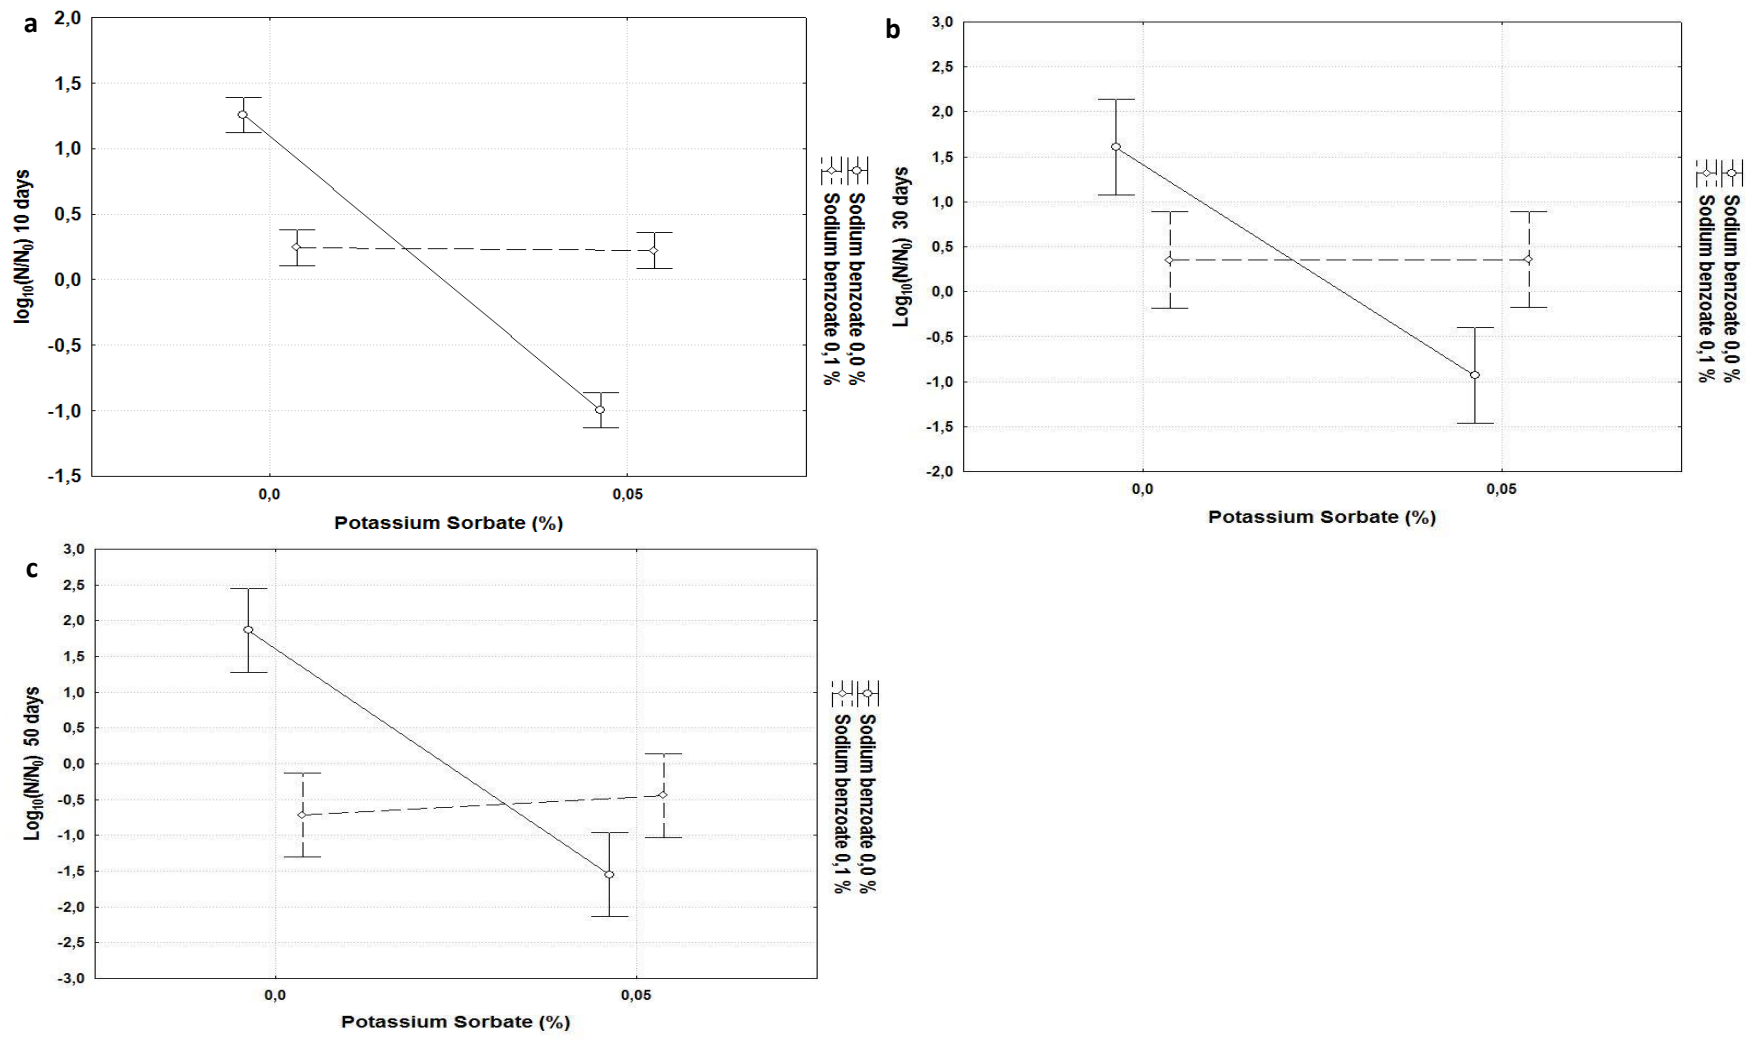 a
2,0
1,5
1,0
0,5
0,0
-0,5
-1,0
-1,5
log₁₀(N/N₀) 10 days
0,0
0,05
Potassium Sorbate (%)
Sodium benzoate 0,0 %
Sodium benzoate 0,1 %
b
3,0
2,5
2,0
1,5
1,0
0,5
0,0
-0,5
-1,0
-1,5
-2,0
Log₁₀(N/N₀) 30 days
0,0
0,05
Potassium Sorbate (%)
Sodium benzoate 0,0 %
Sodium benzoate 0,1 %
c
3,0
2,5
2,0
1,5
1,0
0,5
0,0
-0,5
-1,0
-1,5
-2,0
-2,5
-3,0
Log₁₀(N/N₀) 50 days
0,0
0,05
Potassium Sorbate (%)
Sodium benzoate 0,0 %
Sodium benzoate 0,1 %